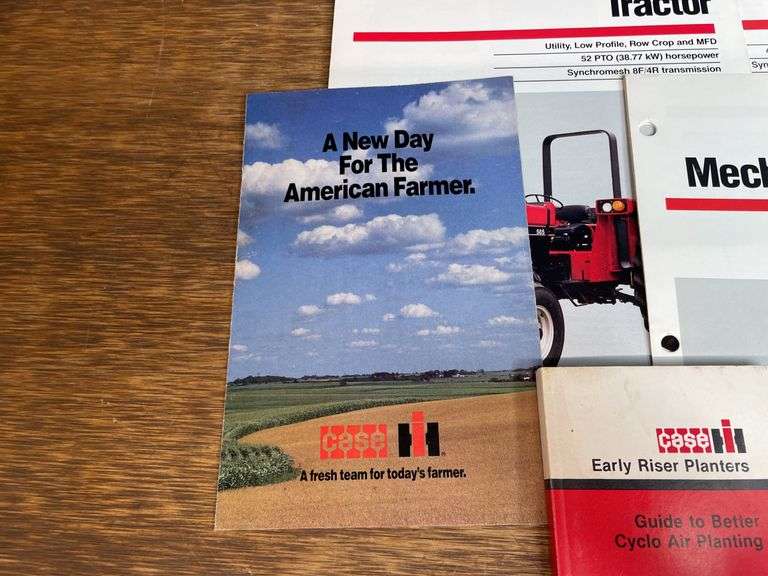 Tractor
Utility, Low Profile, Row Crop and MFD
52 PTO (38.77 kW) horsepower
Synchromesh 8F/4R transmission
A New Day
For The
American Farmer.
Mech
case IH
A fresh team for today's farmer.
case IH
Early Riser Planters
Guide to Better
Cyclo Air Planting